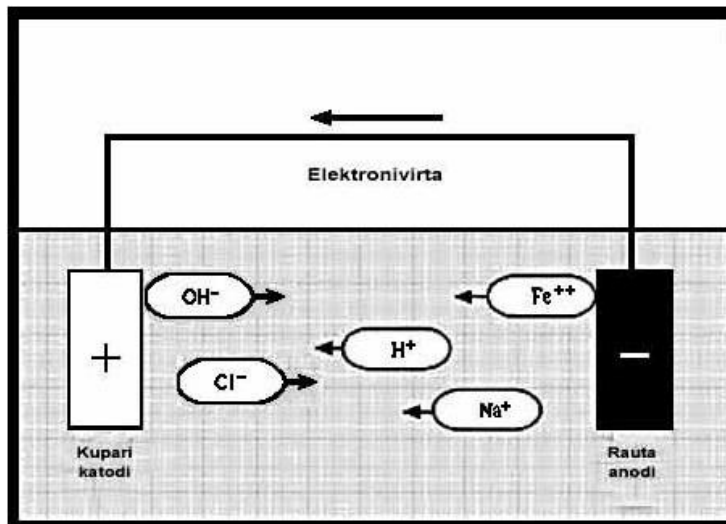 Elektronivirta
OH⁻
Fe⁺⁺
+
H⁺
−
Cl⁻
Na⁺
Kupari
katodi
Rauta
anodi